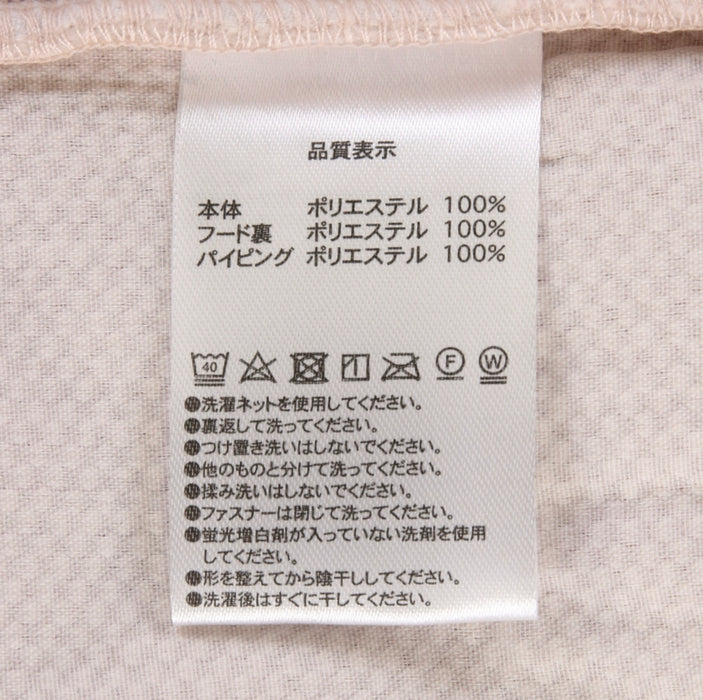 品質表示
本体 ポリエステル 100%
フード裏 ポリエステル 100%
パイピング ポリエステル 100%
40 F W
●洗濯ネットを使用してください。
●裏返して洗ってください。
●つけ置き洗いはしないでください。
●他のものと分けて洗ってください。
●揉み洗いはしないでください。
●ファスナーは閉じて洗ってください。
●蛍光増白剤が入っていない洗剤を使用
してください。
●形を整えてから陰干ししてください。
●洗濯後はすぐに干してください。